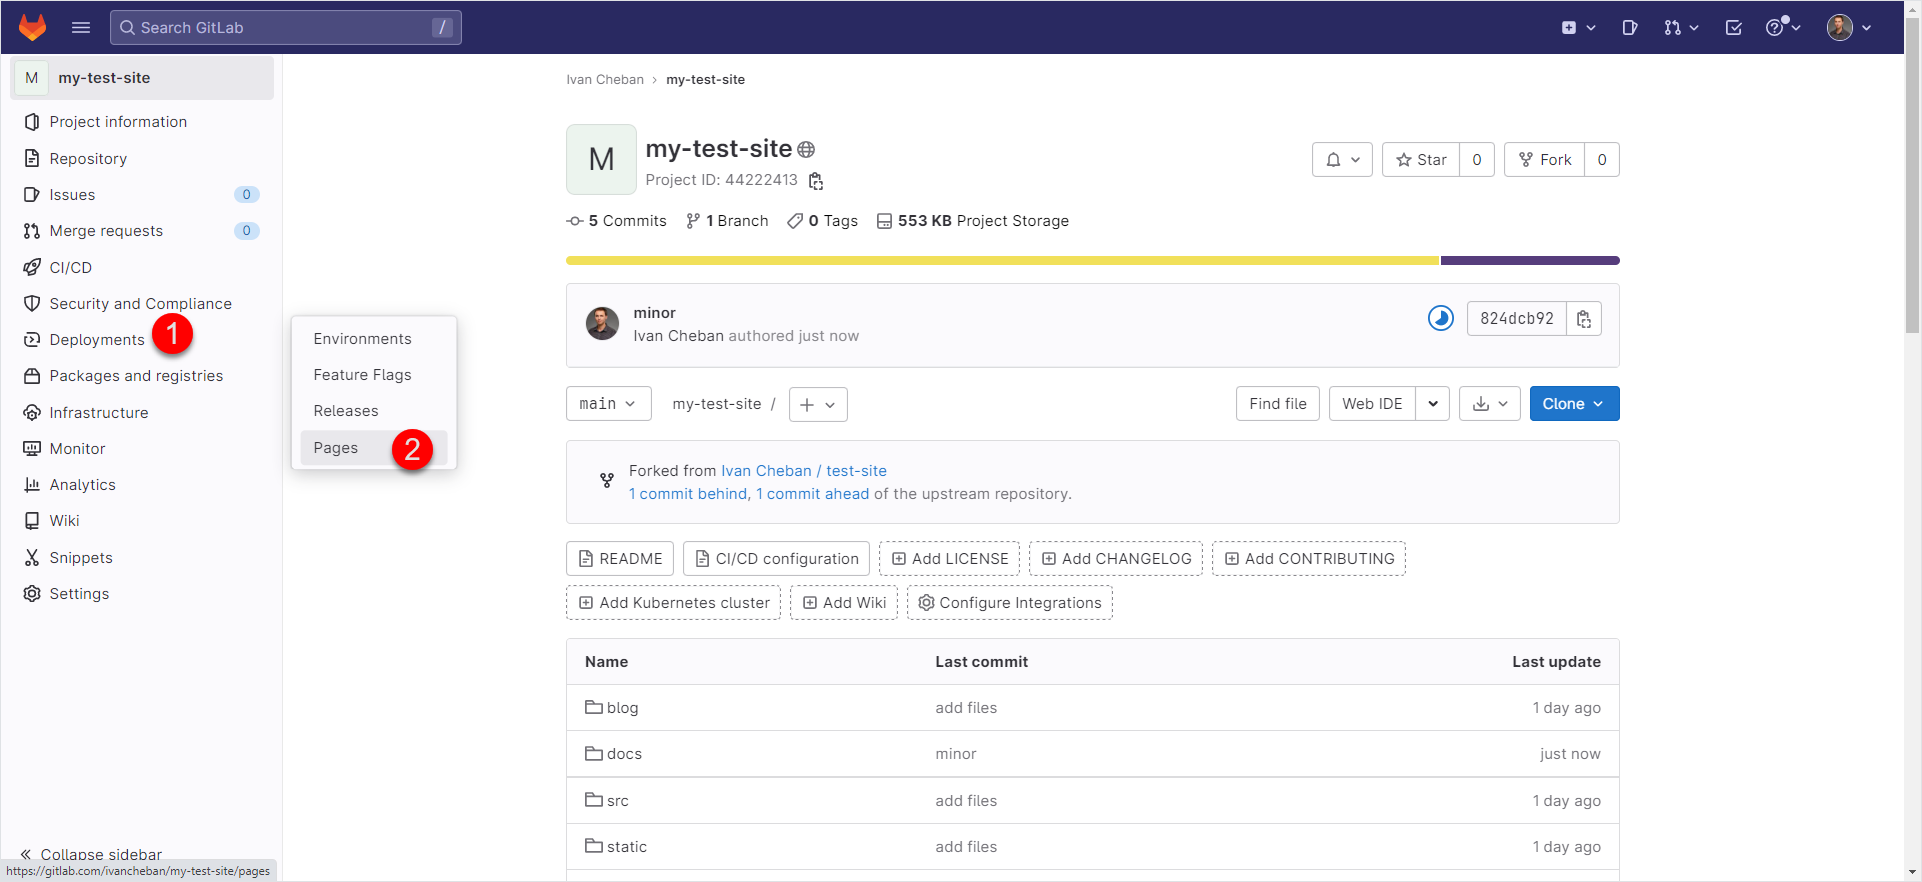 Search GitLab /
M my-test-site
Project information
Repository
Issues 0
Merge requests 0
CI/CD
Security and Compliance
Deployments 1
Packages and registries
Infrastructure
Monitor
Analytics
Wiki
Snippets
Settings
« Collapse sidebar
https://gitlab.com/ivancheban/my-test-site/pages
Environments
Feature Flags
Releases
Pages 2
Ivan Cheban > my-test-site
M my-test-site
Project ID: 44222413
Star 0 Fork 0
5 Commits 1 Branch 0 Tags 553 KB Project Storage
minor
Ivan Cheban authored just now
824dcb92
main my-test-site / + Find file Web IDE Clone
Forked from Ivan Cheban / test-site
1 commit behind, 1 commit ahead of the upstream repository.
README CI/CD configuration Add LICENSE Add CHANGELOG Add CONTRIBUTING
Add Kubernetes cluster Add Wiki Configure Integrations
Name Last commit Last update
blog add files 1 day ago
docs minor just now
src add files 1 day ago
static add files 1 day ago